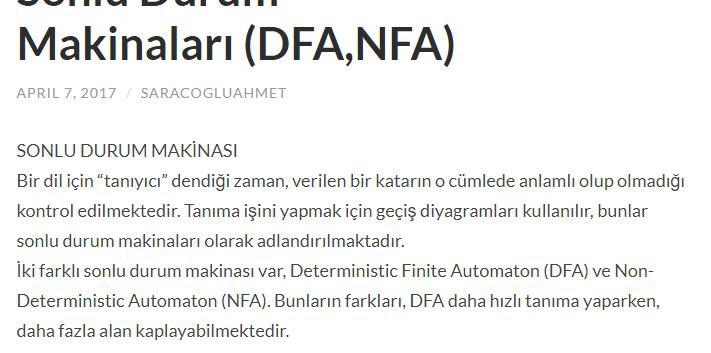 Sonlu Durum
Makinaları (DFA,NFA)
APRIL 7, 2017 / SARACOGLUAHMET
SONLU DURUM MAKİNASI
Bir dil için “tanıyıcı” dendiği zaman, verilen bir katarın o cümlede anlamlı olup olmadığı
kontrol edilmektedir. Tanıma işini yapmak için geçiş diyagramları kullanılır, bunlar
sonlu durum makinaları olarak adlandırılmaktadır.
İki farklı sonlu durum makinası var, Deterministic Finite Automaton (DFA) ve Non-
Deterministic Automaton (NFA). Bunların farkları, DFA daha hızlı tanıma yaparken,
daha fazla alan kaplayabilmektedir.